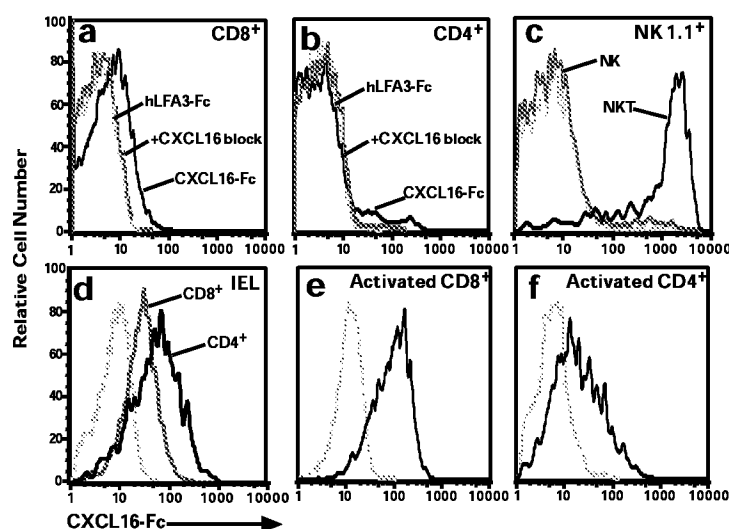 a CD8+
b CD4+
c NK 1.1+
100
80
60
40
20
0
hLFA3-Fc
+CXCL16 block
CXCL16-Fc
hLFA3-Fc
+CXCL16 block
CXCL16-Fc
NK
NKT
1 10 100 1000 10000
1 10 100 1000 10000
1 10 100 1000 10000
Relative Cell Number
d IEL
e Activated CD8+
f Activated CD4+
100
80
60
40
20
0
CD8+
CD4+
1 10 100 1000 10000
1 10 100 1000 10000
1 10 100 1000 10000
CXCL16-Fc